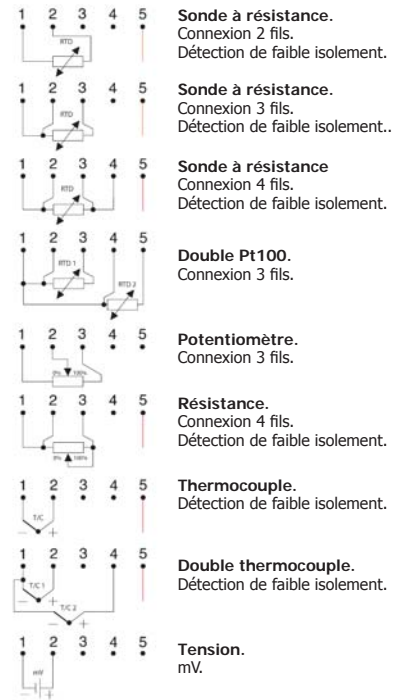 1 2 3 4 5
Sonde à résistance.
Connexion 2 fils.
Détection de faible isolement.
RTD
1 2 3 4 5
Sonde à résistance.
Connexion 3 fils.
Détection de faible isolement..
RTD
1 2 3 4 5
Sonde à résistance
Connexion 4 fils.
Détection de faible isolement.
RTD
1 2 3 4 5
Double Pt100.
Connexion 3 fils.
RTD 1
RTD 2
1 2 3 4 5
Potentiomètre.
Connexion 3 fils.
0% 100%
1 2 3 4 5
Résistance.
Connexion 4 fils.
Détection de faible isolement.
0% 100%
1 2 3 4 5
Thermocouple.
Détection de faible isolement.
T/C
− +
1 2 3 4 5
Double thermocouple.
Détection de faible isolement.
T/C 1
− +
T/C 2
− +
1 2 3 4 5
Tension.
mV.
mV
− +